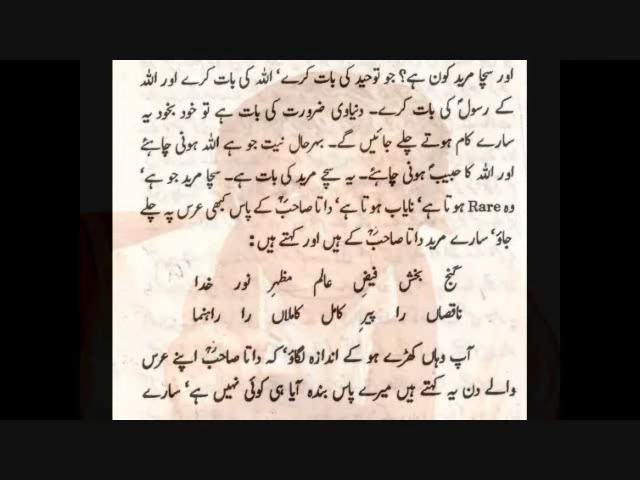 اور سچا مرید کون ہے؟ جو توحید کی بات کرے‘ اللہ کی بات کرے اور اللہ
کے رسولؐ کی بات کرے۔ دنیاوی ضرورت کی بات ہے تو خود بخود یہ
سارے کام ہوتے چلے جائیں گے۔ بہرحال نیت جو ہے اللہ ہونی چاہئے
اور اللہ کا حبیبؐ ہونی چاہئے۔ یہ سچے مرید کی بات ہے۔ سچا مرید جو ہے‘
وہ Rare ہوتا ہے‘ نایاب ہوتا ہے‘ داتا صاحبؒ کے پاس کبھی عرس پہ چلے
جاؤ‘ سارے مرید داتا صاحبؒ کے ہیں اور کہتے ہیں:
گنج بخش فیضِ عالم مظہرِ نور خدا
ناقصاں را پیرِ کامل کاملاں را راہنما
آپ وہاں کھڑے ہو کے اندازہ لگاؤ‘ کہ داتا صاحبؒ اپنے عرس
والے دن یہ کہتے ہیں میرے پاس بندہ آیا ہی کوئی نہیں ہے‘ سارے